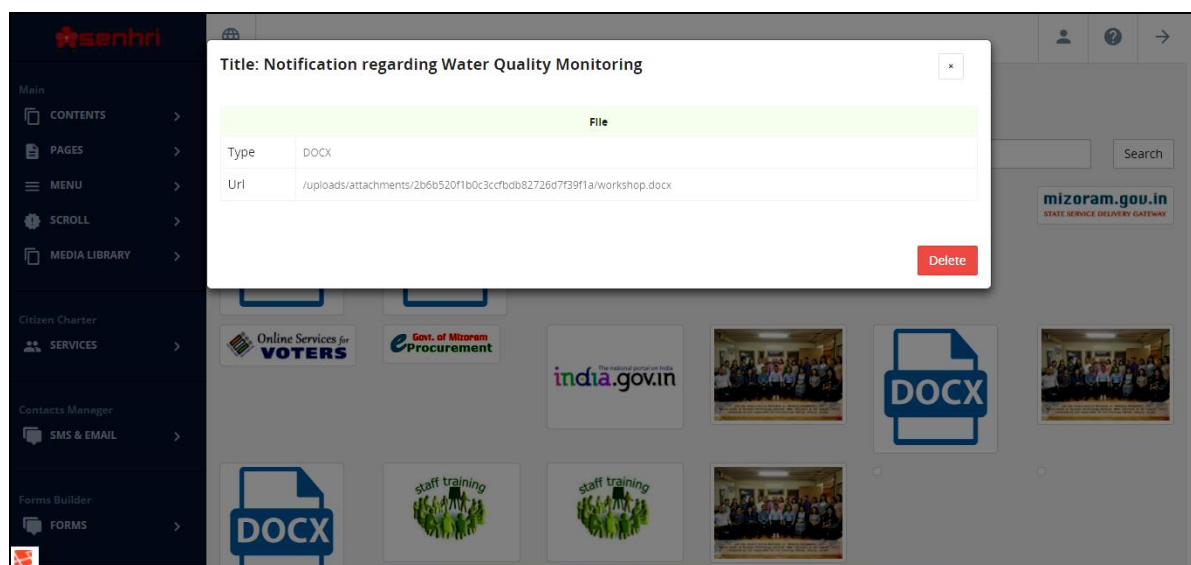 senhri
Title: Notification regarding Water Quality Monitoring
×
File
Type DOCX
Url /uploads/attachments/2b6b520f1b0c3ccfbdb82726d7f39f1a/workshop.docx
Delete
Main
CONTENTS
PAGES
MENU
SCROLL
MEDIA LIBRARY
Citizen Charter
SERVICES
Contacts Manager
SMS & EMAIL
Forms Builder
FORMS
Search
mizoram.gov.in
STATE SERVICE DELIVERY GATEWAY
Online Services for
VOTERS
Govt. of Mizoram
eProcurement
The national portal of India
india.gov.in
DOCX
DOCX
staff training
staff training